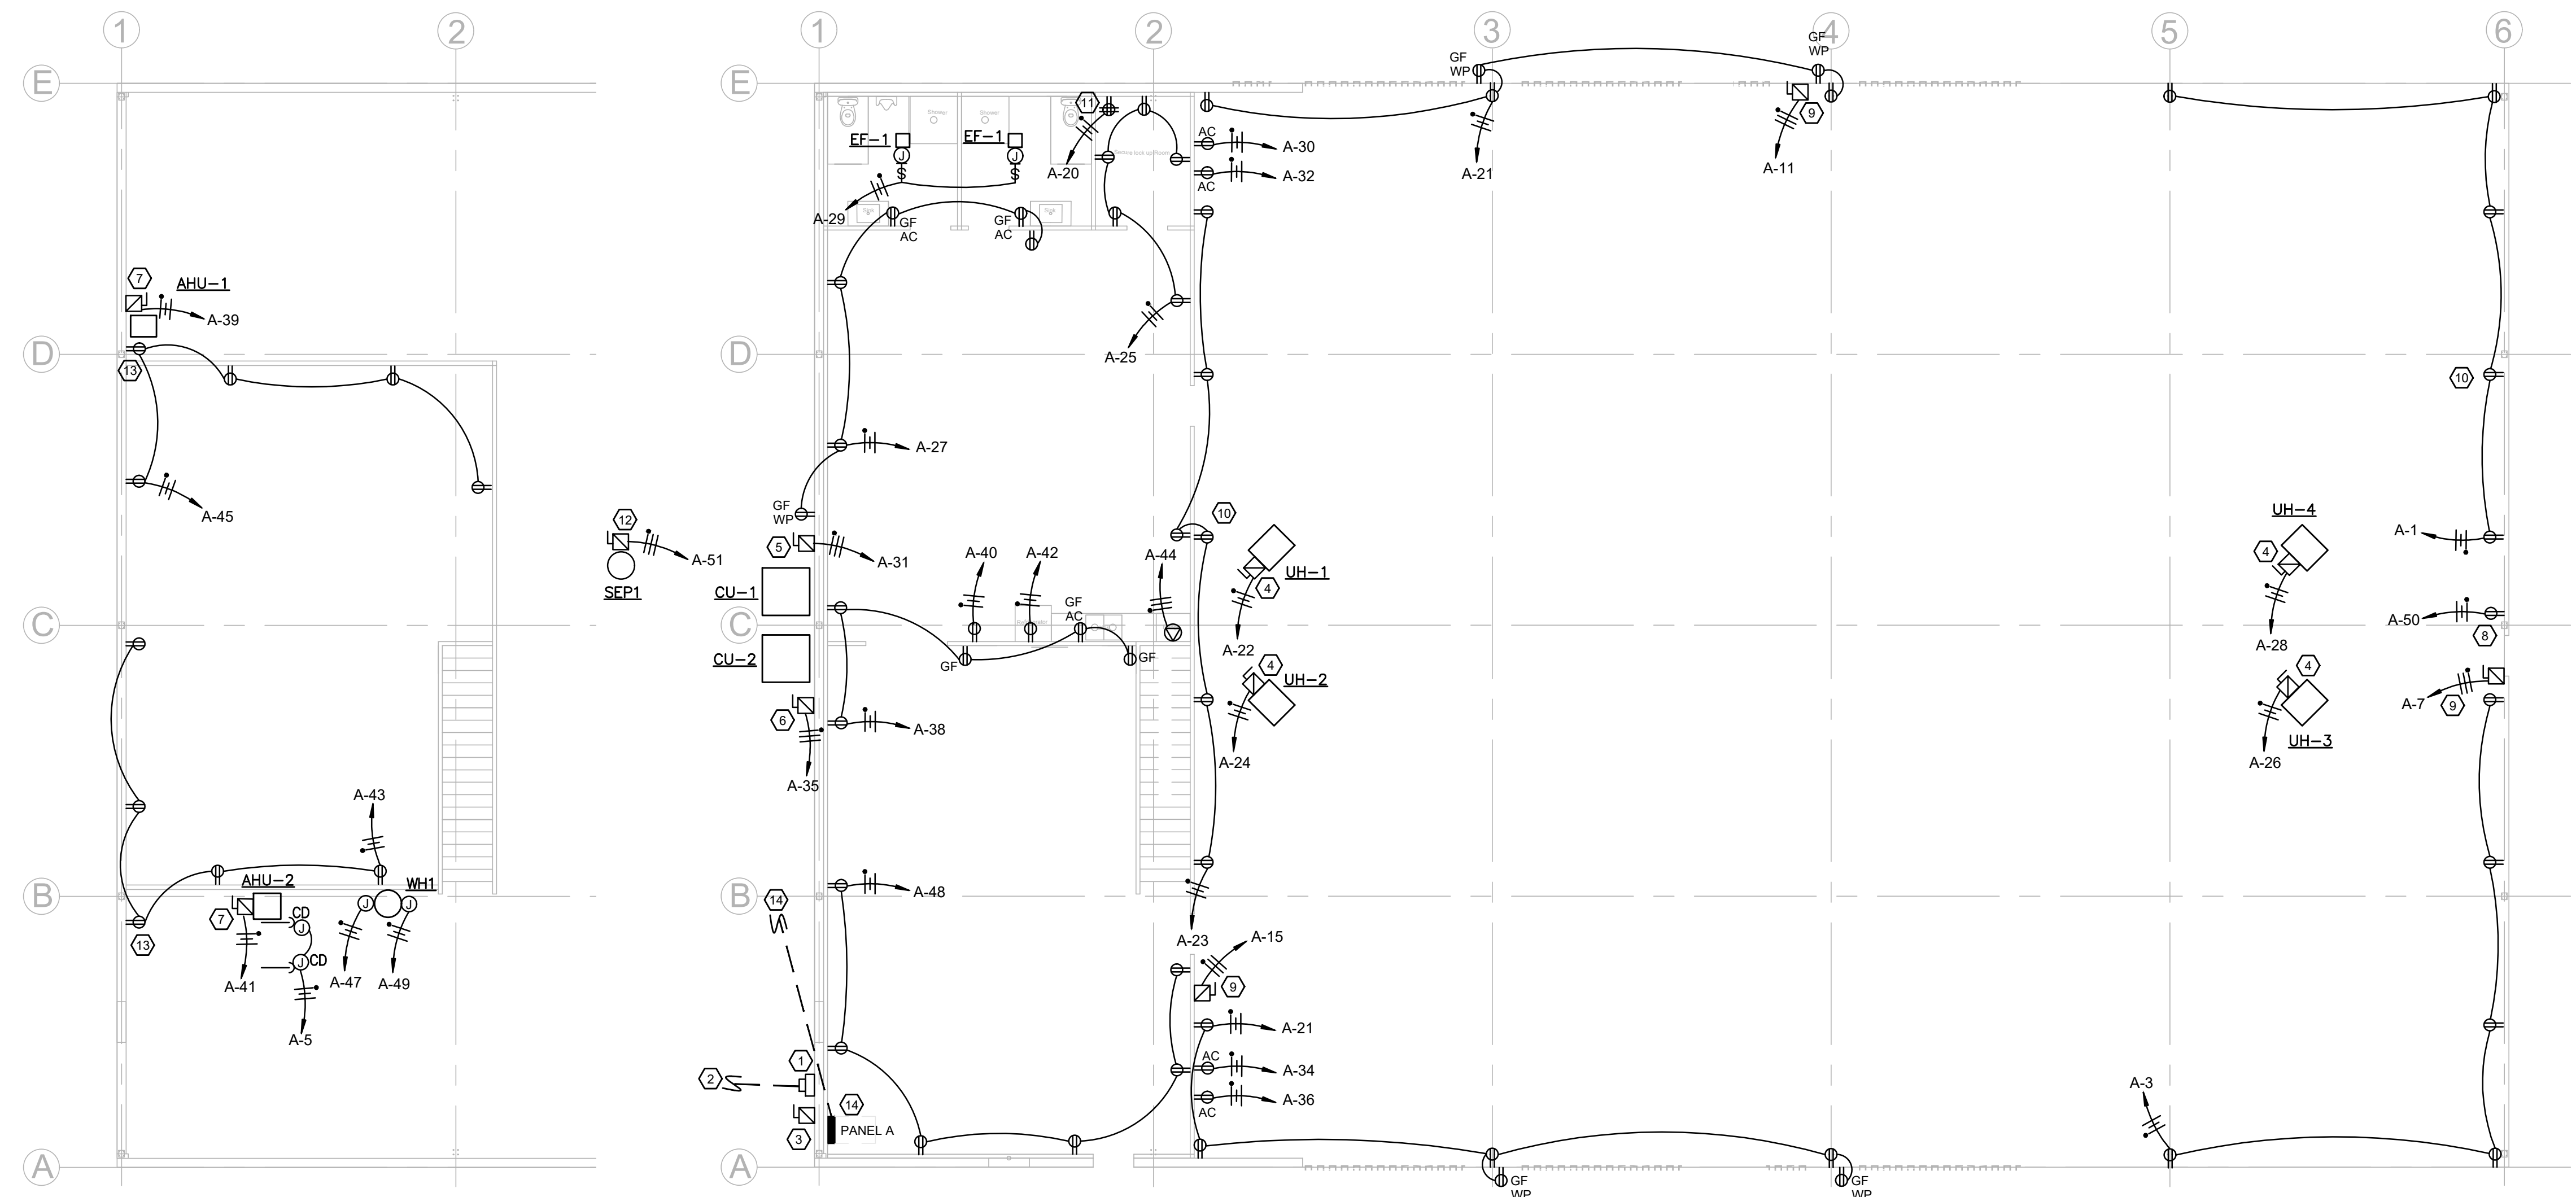 1
2
1
2
3
4
5
6
E
E
GF
WP
GF
WP
11
Shower
Shower
9
EF-1
EF-1
AC
A-30
A-20
A-32
AC
A-21
A-11
A-29
Sink
Sink
GF
AC
GF
AC
7
AHU-1
A-39
D
D
A-25
13
10
A-27
A-45
GF
WP
12
5
A-51
SEP1
A-31
A-40
A-42
A-44
10
UH-4
4
A-1
CU-1
UH-1
4
GF
AC
C
C
A-22
A-28
A-50
8
CU-2
GF
GF
4
UH-2
4
A-7
9
6
A-38
A-24
A-26
UH-3
A-35
A-43
AHU-2
WH1
A-48
B
B
7
CD
J
J
J
J
CD
14
13
A-41
A-47
A-49
A-23
A-15
9
A-5
A-21
1
2
AC
A-34
A-36
AC
14
3
PANEL A
A-3
A
A
GF
WP
GF
WP
J
J
S
S